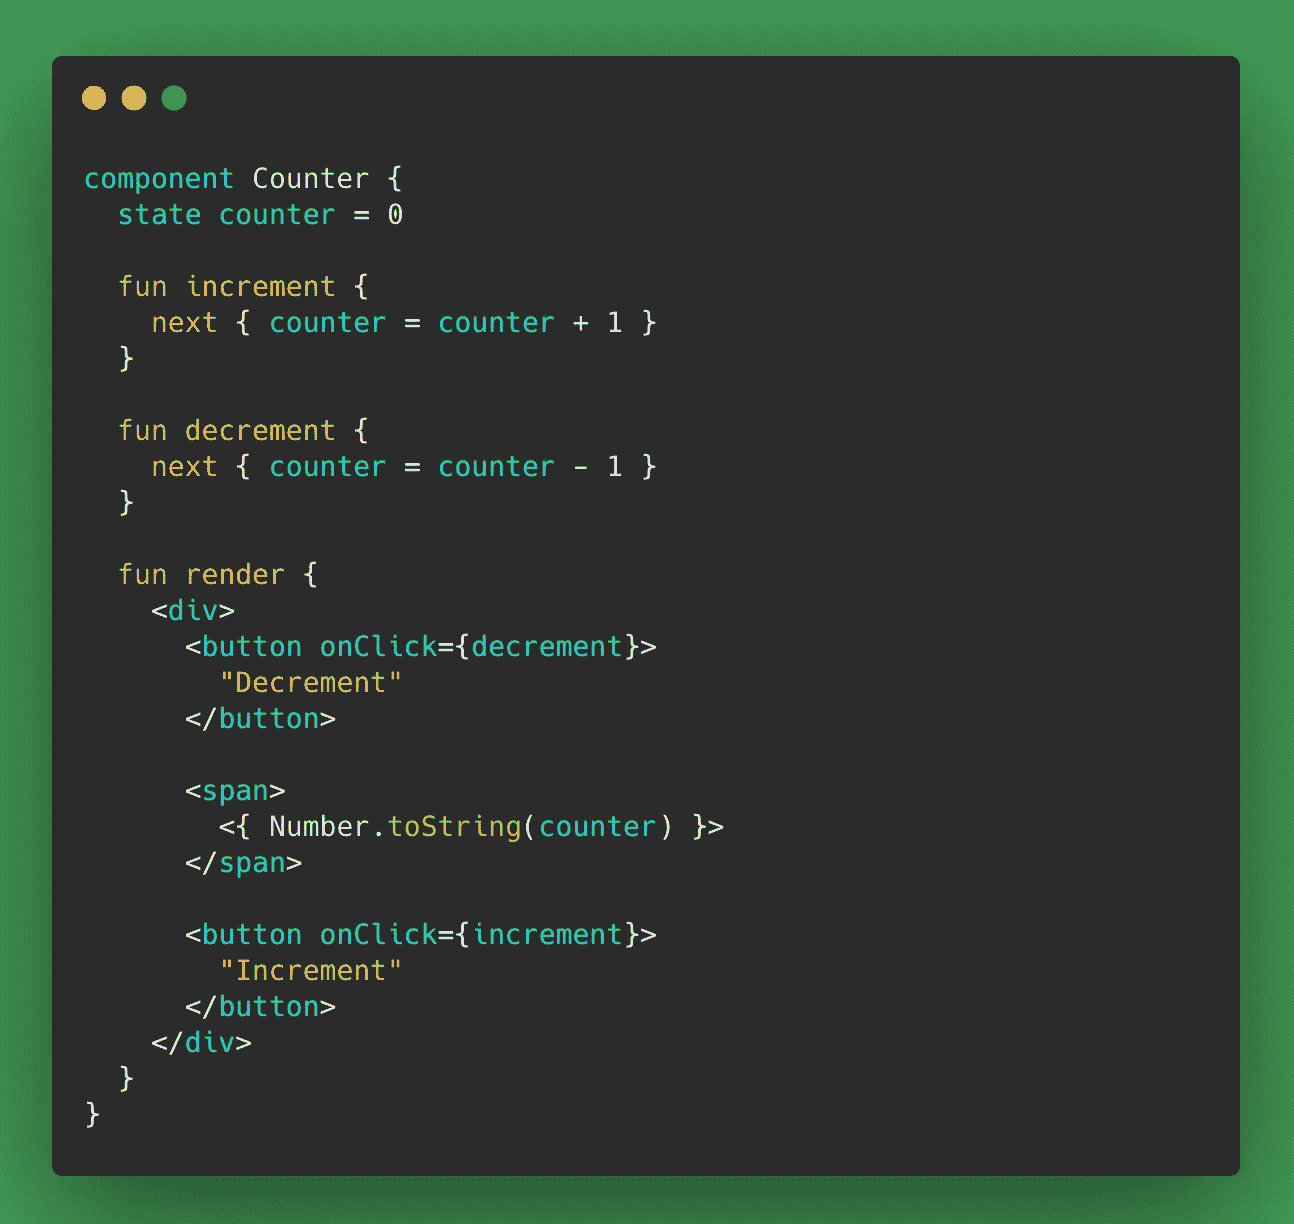 component Counter {
  state counter = 0

  fun increment {
    next { counter = counter + 1 }
  }

  fun decrement {
    next { counter = counter - 1 }
  }

  fun render {
    <div>
      <button onClick={decrement}>
        "Decrement"
      </button>

      <span>
        <{ Number.toString(counter) }>
      </span>

      <button onClick={increment}>
        "Increment"
      </button>
    </div>
  }
}